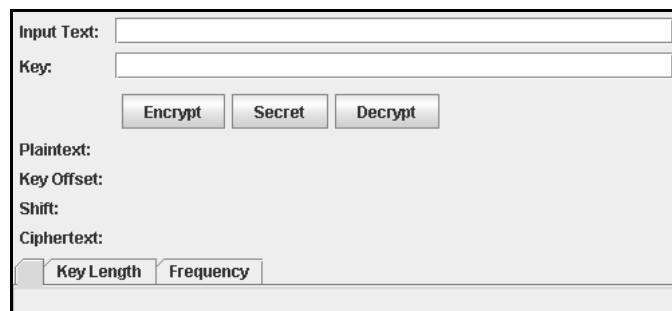 Input Text:
Key:
Encrypt Secret Decrypt
Plaintext:
Key Offset:
Shift:
Ciphertext:
Key Length Frequency